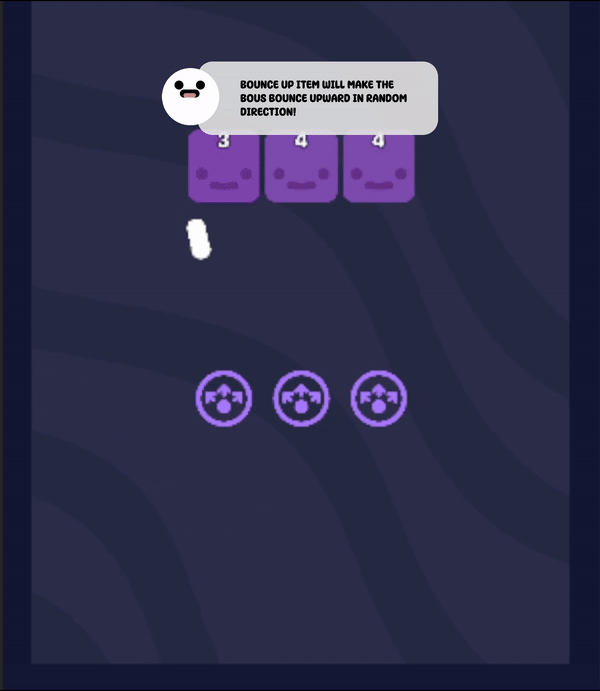 BOUNCE UP ITEM WILL MAKE THE
BOUS BOUNCE UPWARD IN RANDOM
DIRECTION!
3 4 4